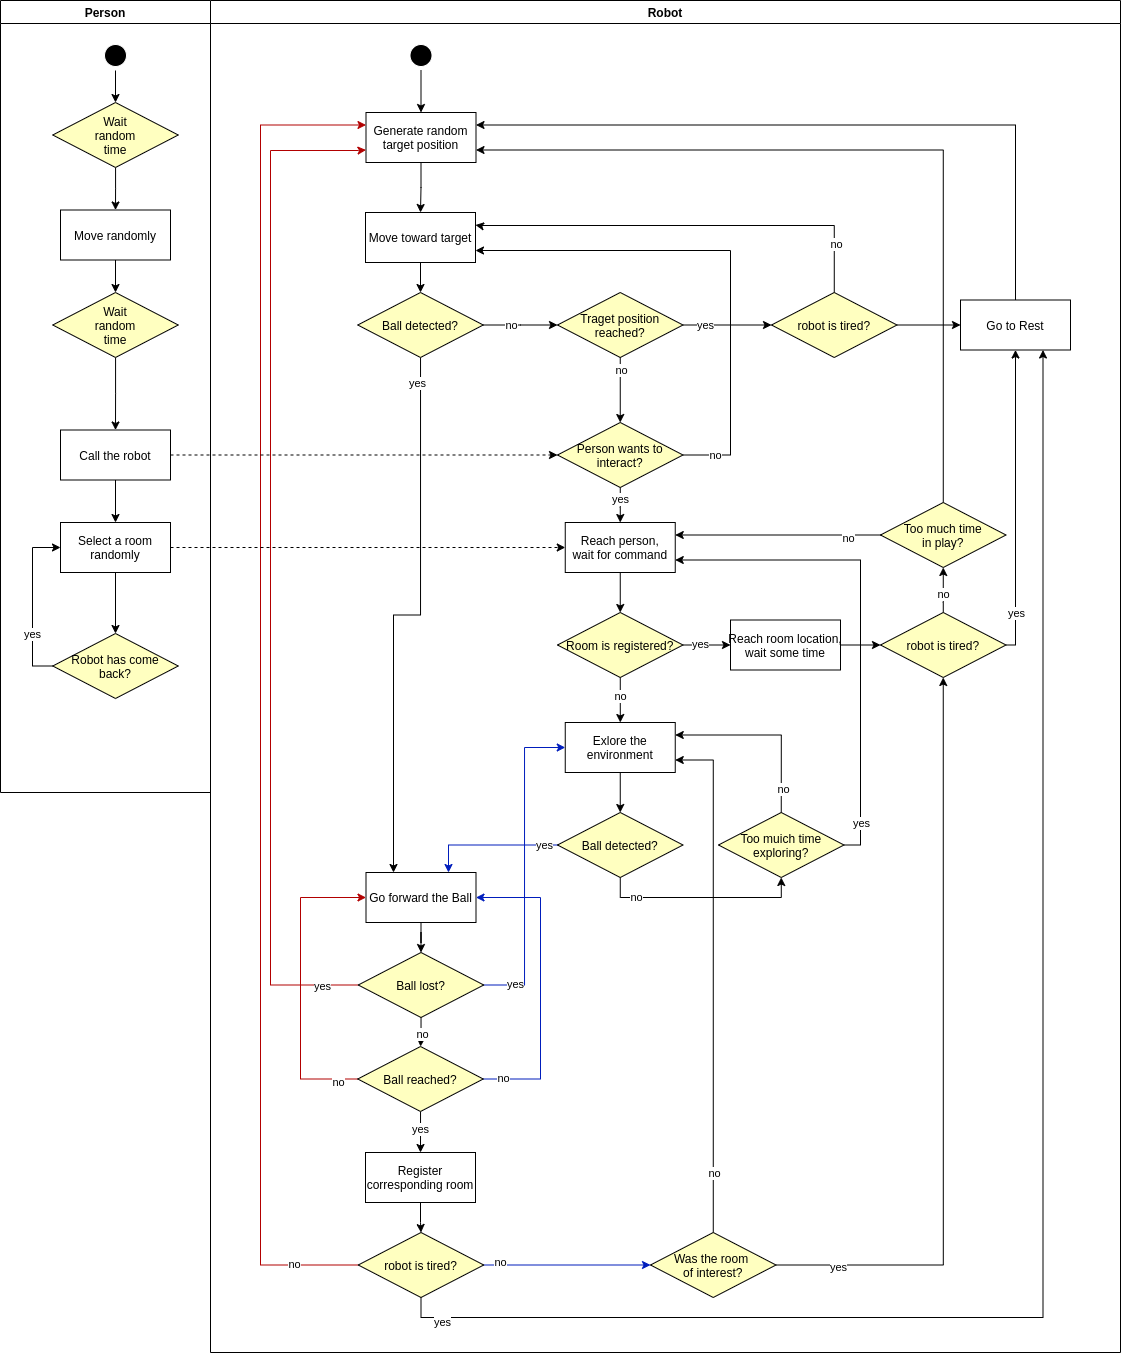 Person
Robot
Wait
random
time
Move randomly
Wait
random
time
Call the robot
Select a room
randomly
yes
Robot has come
back?
Generate random
target position
Move toward target
no
Ball detected?
no
Traget position
reached?
yes
robot is tired?
Go to Rest
yes
no
Person wants to
interact?
no
yes
Reach person,
wait for command
no
Too much time
in play?
no
yes
Room is registered?
yes
Reach room location,
wait some time
robot is tired?
no
Exlore the
environment
no
yes
Ball detected?
Too muich time
exploring?
yes
no
Go forward the Ball
yes
Ball lost?
yes
no
no
Ball reached?
no
yes
Register
corresponding room
no
no
robot is tired?
no
Was the room
of interest?
yes
yes